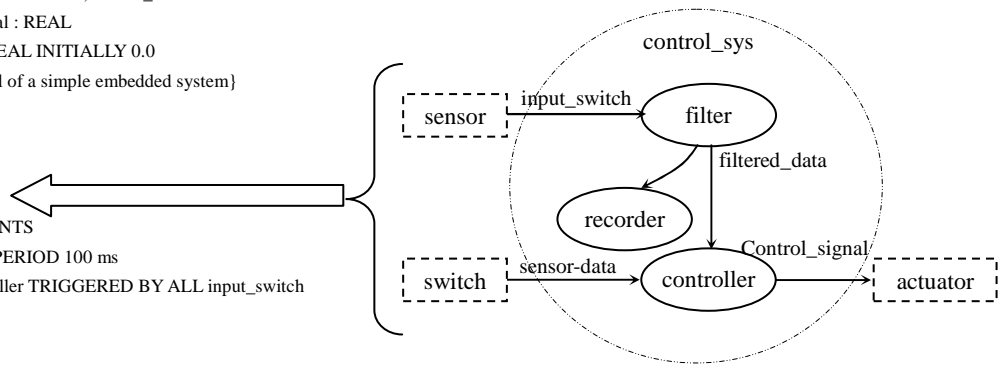 al : REAL
EAL INITIALLY 0.0
l of a simple embedded system}
NTS
PERIOD 100 ms
ller TRIGGERED BY ALL input_switch
control_sys
sensor
input_switch
filter
filtered_data
recorder
Control_signal
switch
sensor-data
controller
actuator